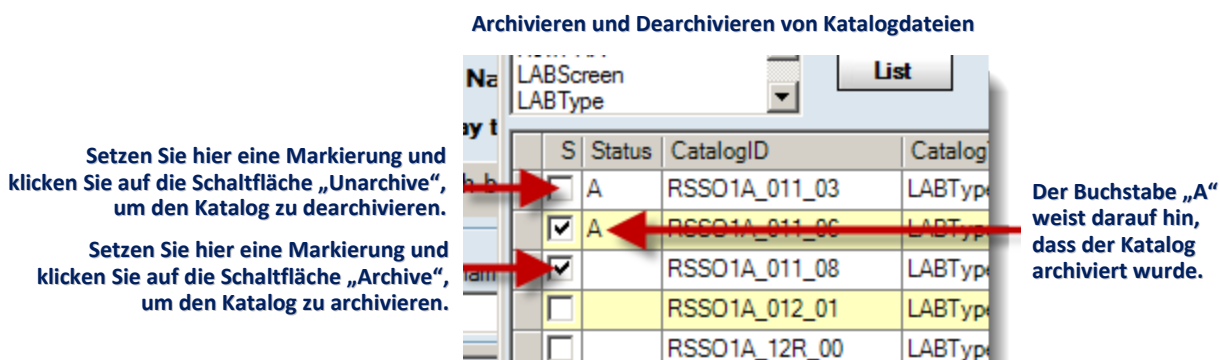 Archivieren und Dearchivieren von Katalogdateien
Na
LABScreen
LABType
List
ay t
S Status CatalogID Catalog
Setzen Sie hier eine Markierung und
klicken Sie auf die Schaltfläche „Unarchive“,
um den Katalog zu dearchivieren.
A RSSO1A_011_03 LABType
A RSSO1A_011_06 LABType
Setzen Sie hier eine Markierung und
klicken Sie auf die Schaltfläche „Archive“,
um den Katalog zu archivieren.
RSSO1A_011_08 LABType
RSSO1A_012_01 LABType
RSSO1A_12R_00 LABType
Der Buchstabe „A“
weist darauf hin,
dass der Katalog
archiviert wurde.